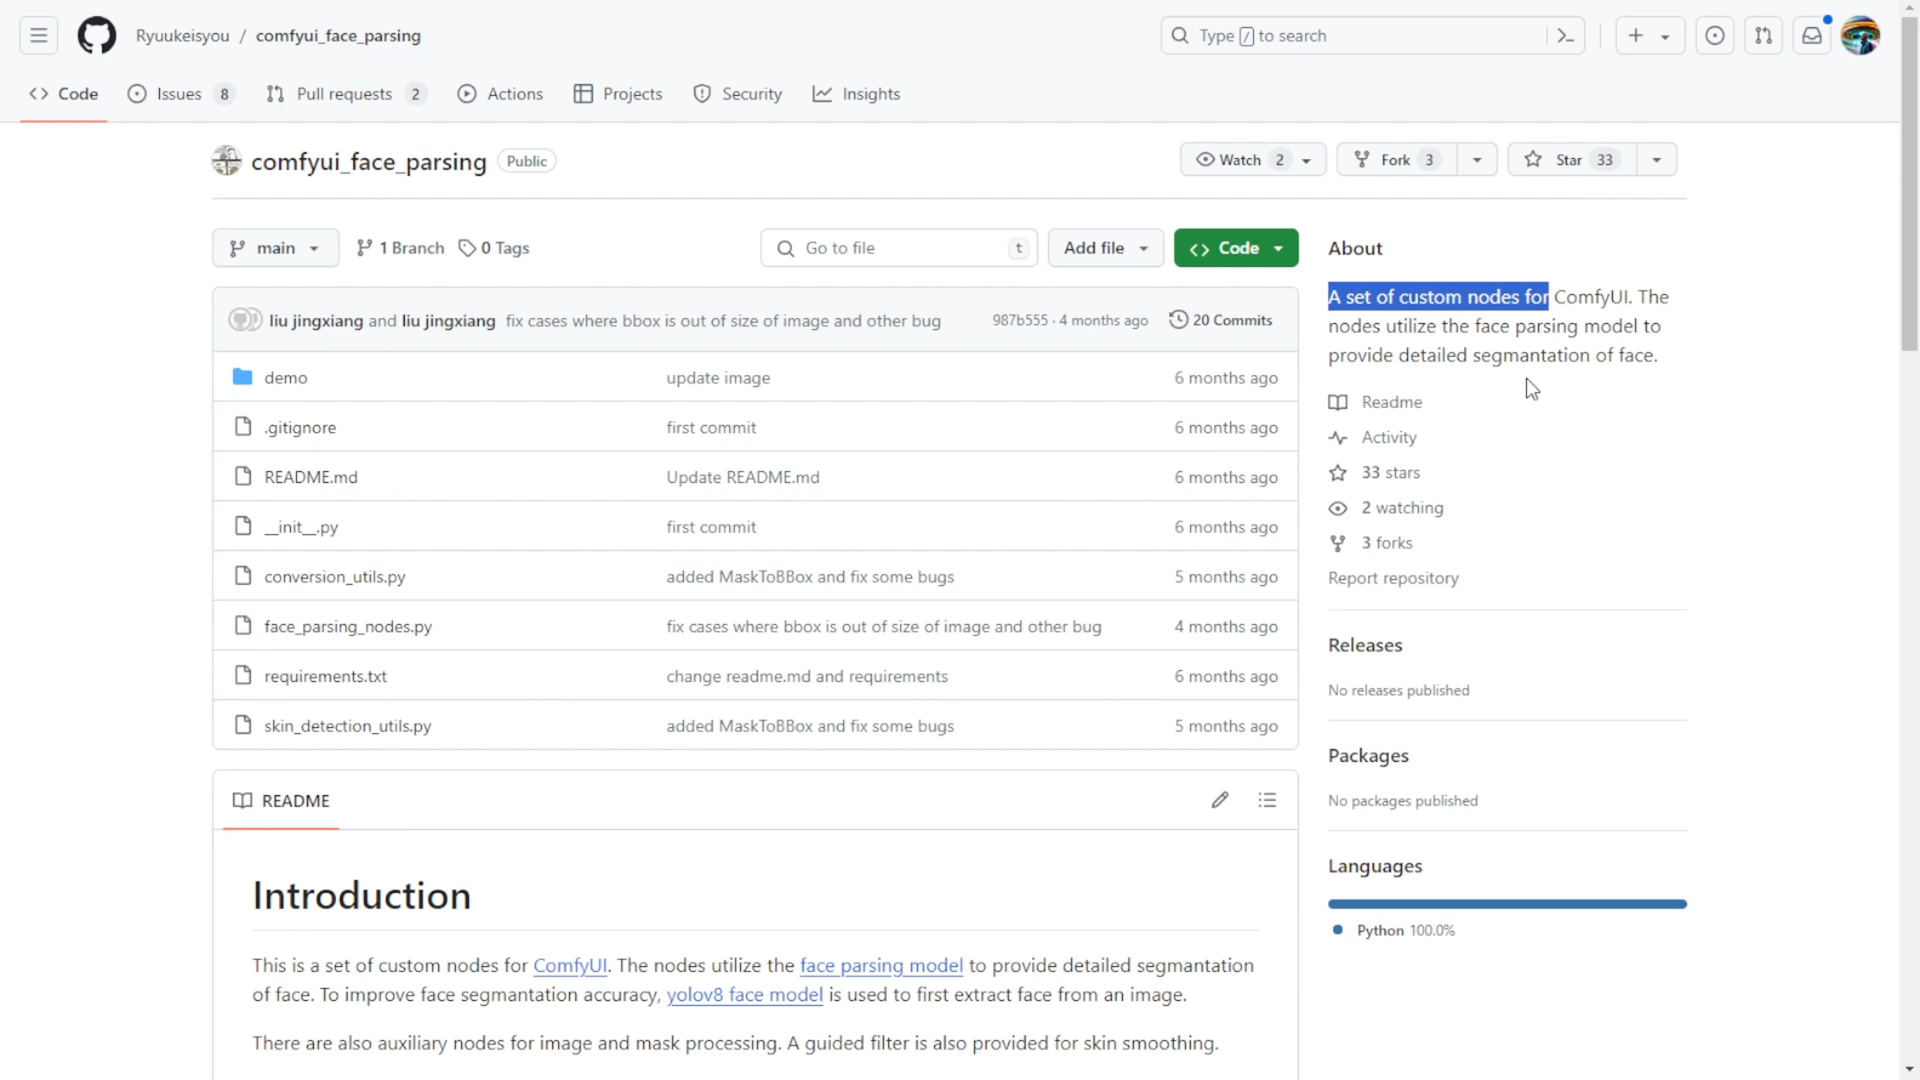 Ryuukeisyou / comfyui_face_parsing
Type / to search
Code
Issues 8
Pull requests 2
Actions
Projects
Security
Insights
comfyui_face_parsing Public
Watch 2
Fork 3
Star 33
main
1 Branch
0 Tags
Go to file t
Add file
Code
liu jingxiang and liu jingxiang fix cases where bbox is out of size of image and other bug 987b555 · 4 months ago 20 Commits
demo update image 6 months ago
.gitignore first commit 6 months ago
README.md Update README.md 6 months ago
__init__.py first commit 6 months ago
conversion_utils.py added MaskToBBox and fix some bugs 5 months ago
face_parsing_nodes.py fix cases where bbox is out of size of image and other bug 4 months ago
requirements.txt change readme.md and requirements 6 months ago
skin_detection_utils.py added MaskToBBox and fix some bugs 5 months ago
README
Introduction
This is a set of custom nodes for ComfyUI. The nodes utilize the face parsing model to provide detailed segmantation
of face. To improve face segmantation accuracy, yolov8 face model is used to first extract face from an image.
There are also auxiliary nodes for image and mask processing. A guided filter is also provided for skin smoothing.
About
A set of custom nodes for ComfyUI. The
nodes utilize the face parsing model to
provide detailed segmantation of face.
Readme
Activity
33 stars
2 watching
3 forks
Report repository
Releases
No releases published
Packages
No packages published
Languages
Python 100.0%